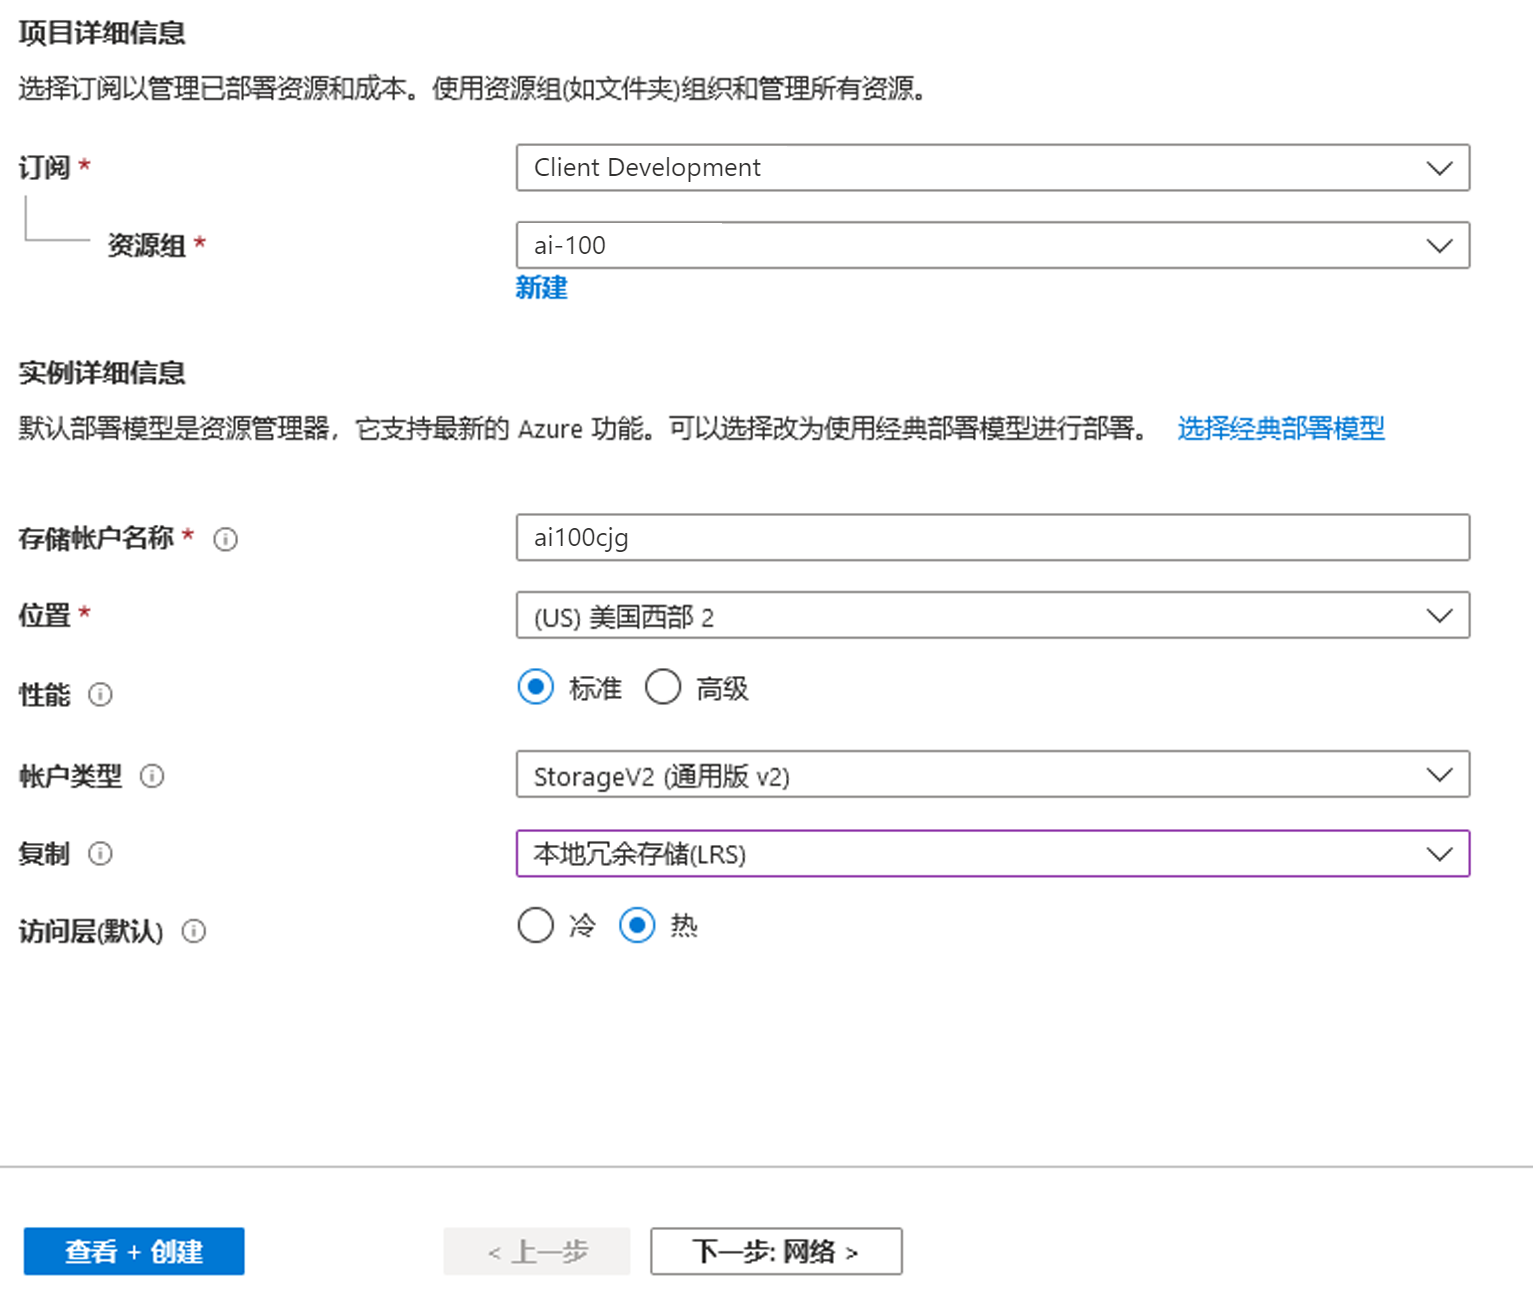 项目详细信息
选择订阅以管理已部署资源和成本。使用资源组(如文件夹)组织和管理所有资源。
订阅 *
Client Development
资源组 *
ai-100
新建
实例详细信息
默认部署模型是资源管理器，它支持最新的 Azure 功能。可以选择改为使用经典部署模型进行部署。 选择经典部署模型
存储帐户名称 *
ai100cjg
位置 *
(US) 美国西部 2
性能
标准 高级
帐户类型
StorageV2 (通用版 v2)
复制
本地冗余存储(LRS)
访问层(默认)
冷 热
查看 + 创建
< 上一步
下一步: 网络 >